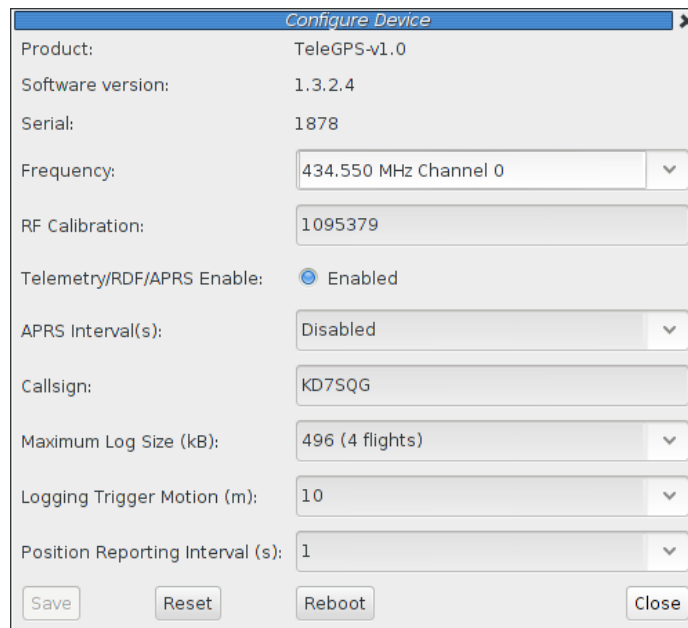 Configure Device
Product: TeleGPS-v1.0
Software version: 1.3.2.4
Serial: 1878
Frequency: 434.550 MHz Channel 0
RF Calibration: 1095379
Telemetry/RDF/APRS Enable: Enabled
APRS Interval(s): Disabled
Callsign: KD7SQG
Maximum Log Size (kB): 496 (4 flights)
Logging Trigger Motion (m): 10
Position Reporting Interval (s): 1
Save Reset Reboot Close